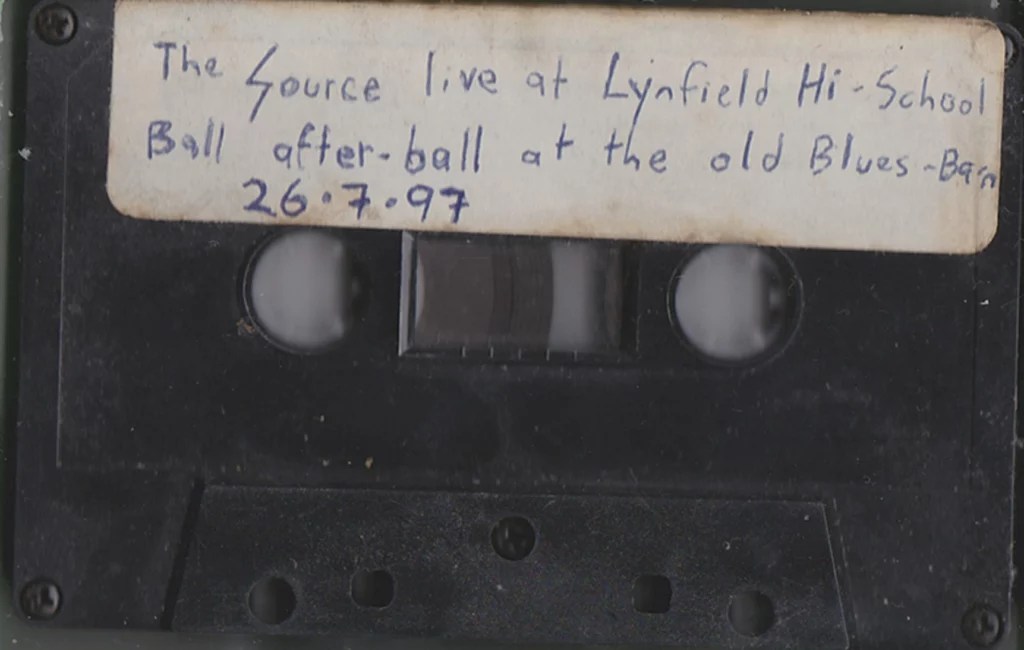 The Source live at Lynfield Hi-School
Ball after-ball at the old Blues-Barn
26.7.97